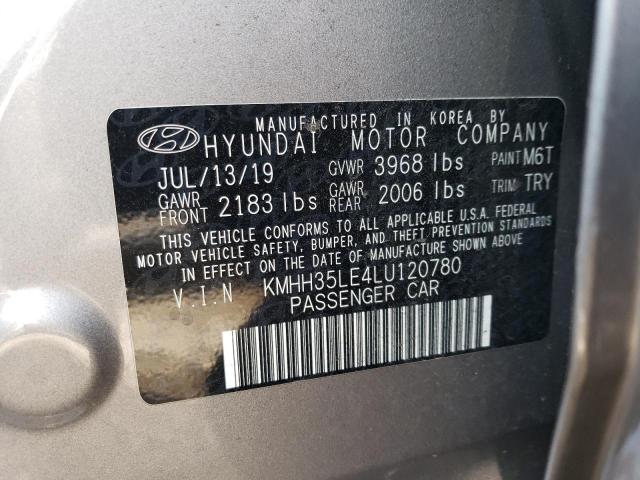 MANUFACTURED IN KOREA BY
HYUNDAI MOTOR COMPANY
JUL/13/19 GVWR 3968 lbs PAINT M6T
GAWR FRONT 2183 lbs GAWR REAR 2006 lbs TRIM TRY
THIS VEHICLE CONFORMS TO ALL APPLICABLE U.S.A. FEDERAL
MOTOR VEHICLE SAFETY, BUMPER, AND THEFT PREVENTION STANDARDS
IN EFFECT ON THE DATE OF MANUFACTURE SHOWN ABOVE.
V.I.N KMHH35LE4LU120780
PASSENGER CAR